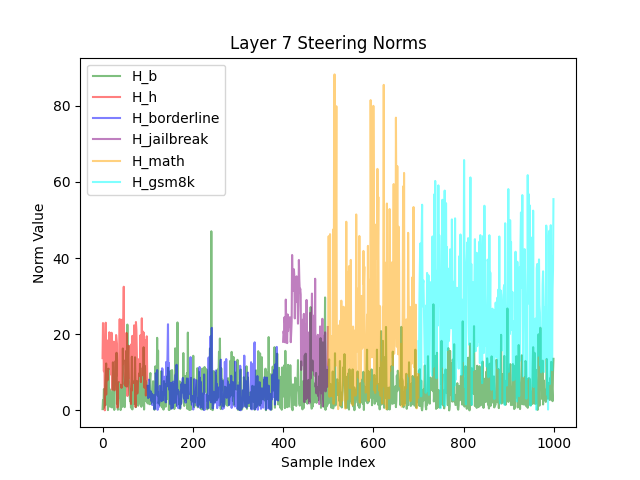 Layer 7 Steering Norms
H_b
H_h
H_borderline
H_jailbreak
H_math
H_gsm8k
80
60
40
20
0
Norm Value
0 200 400 600 800 1000
Sample Index